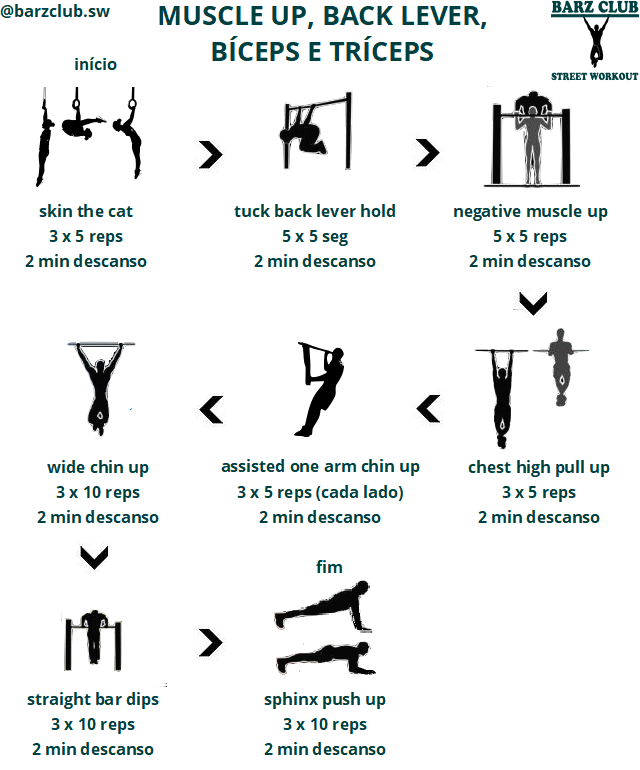 @barzclub.sw
MUSCLE UP, BACK LEVER,
BÍCEPS E TRÍCEPS
BARZ CLUB
STREET WORKOUT
início
skin the cat
3 x 5 reps
2 min descanso
tuck back lever hold
5 x 5 seg
2 min descanso
negative muscle up
5 x 5 reps
2 min descanso
chest high pull up
3 x 5 reps
2 min descanso
assisted one arm chin up
3 x 5 reps (cada lado)
2 min descanso
wide chin up
3 x 10 reps
2 min descanso
straight bar dips
3 x 10 reps
2 min descanso
fim
sphinx push up
3 x 10 reps
2 min descanso